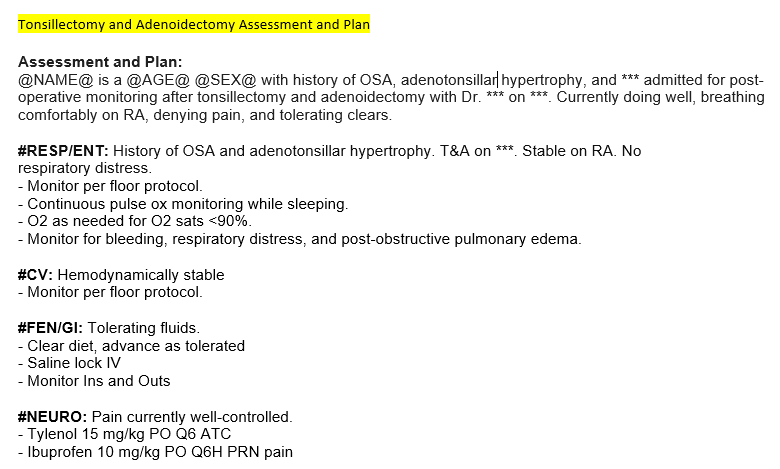 Tonsillectomy and Adenoidectomy Assessment and Plan
Assessment and Plan:
@NAME@ is a @AGE@ @SEX@ with history of OSA, adenotonsillar hypertrophy, and *** admitted for post-
operative monitoring after tonsillectomy and adenoidectomy with Dr. *** on ***. Currently doing well, breathing
comfortably on RA, denying pain, and tolerating clears.
#RESP/ENT: History of OSA and adenotonsillar hypertrophy. T&A on ***. Stable on RA. No
respiratory distress.
- Monitor per floor protocol.
- Continuous pulse ox monitoring while sleeping.
- O2 as needed for O2 sats <90%.
- Monitor for bleeding, respiratory distress, and post-obstructive pulmonary edema.
#CV: Hemodynamically stable
- Monitor per floor protocol.
#FEN/GI: Tolerating fluids.
- Clear diet, advance as tolerated
- Saline lock IV
- Monitor Ins and Outs
#NEURO: Pain currently well-controlled.
- Tylenol 15 mg/kg PO Q6 ATC
- Ibuprofen 10 mg/kg PO Q6H PRN pain